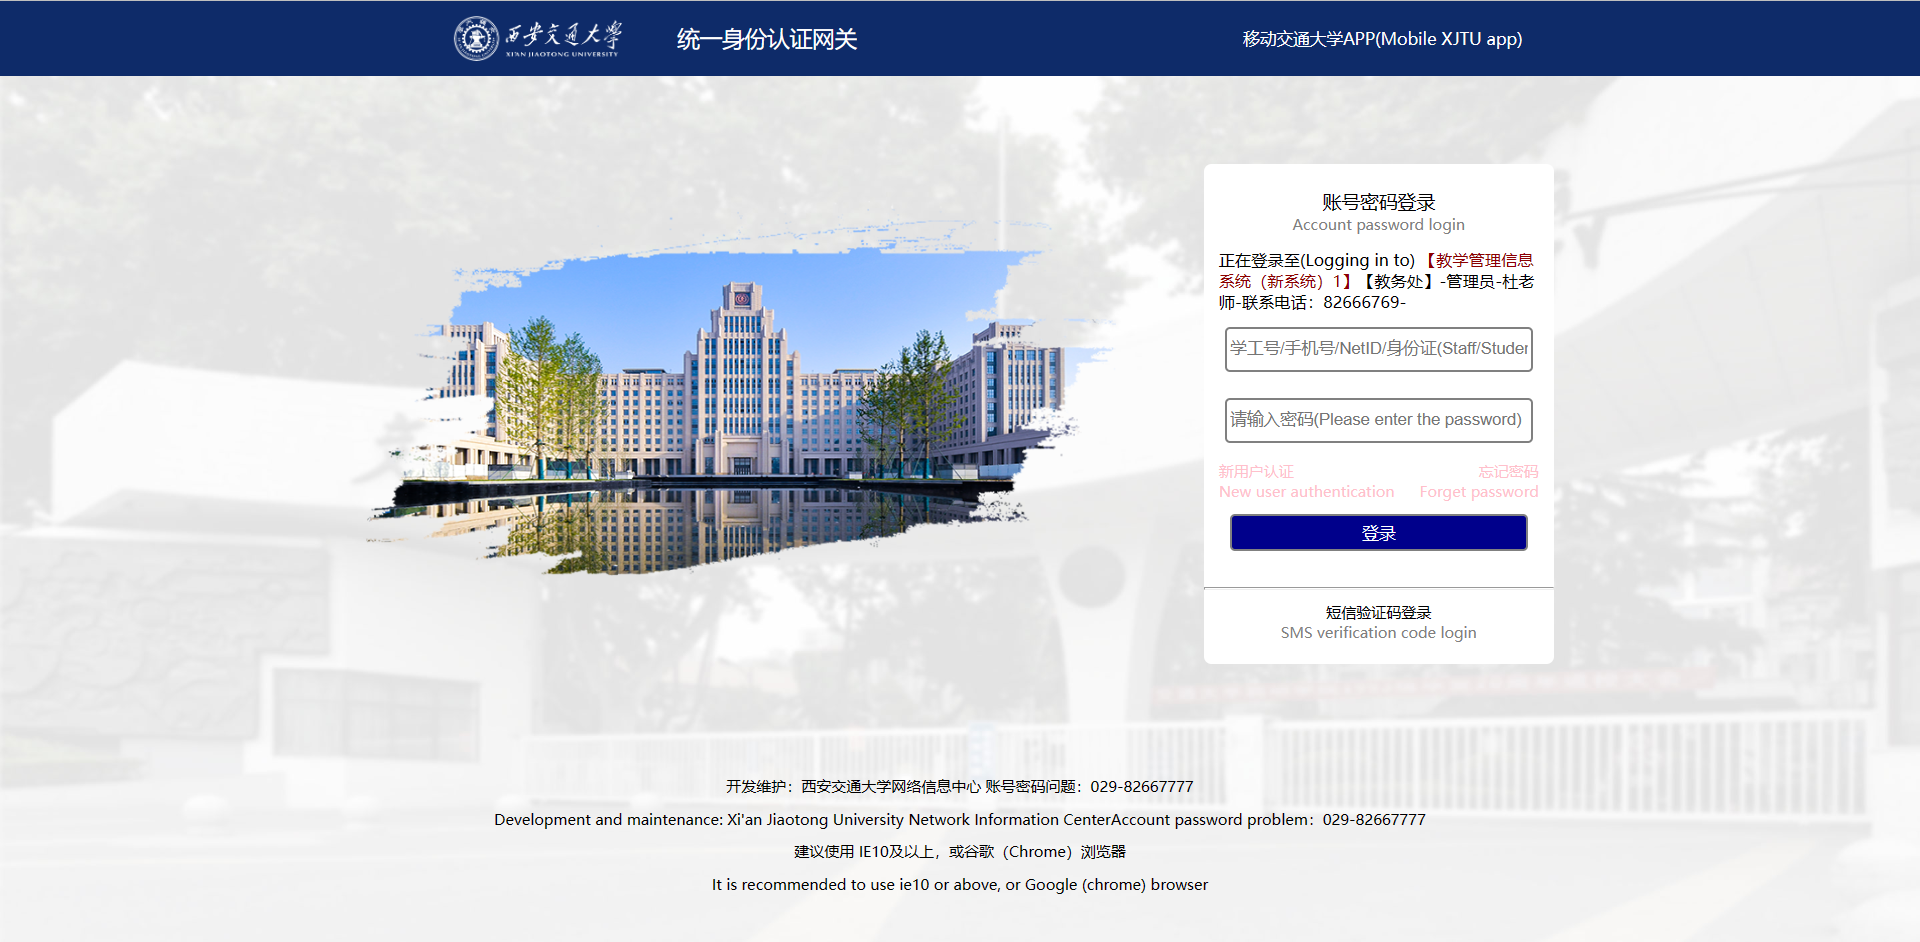 西安交通大学
XI'AN JIAOTONG UNIVERSITY
统一身份认证网关
移动交通大学APP(Mobile XJTU app)
账号密码登录
Account password login
正在登录至(Logging in to) 【教学管理信息
系统（新系统）1】【教务处】-管理员-杜老
师-联系电话：82666769-
学工号/手机号/NetID/身份证(Staff/Studer
请输入密码(Please enter the password)
新用户认证 忘记密码
New user authentication Forget password
登录
短信验证码登录
SMS verification code login
开发维护：西安交通大学网络信息中心 账号密码问题：029-82667777
Development and maintenance: Xi'an Jiaotong University Network Information CenterAccount password problem：029-82667777
建议使用 IE10及以上，或谷歌（Chrome）浏览器
It is recommended to use ie10 or above, or Google (chrome) browser